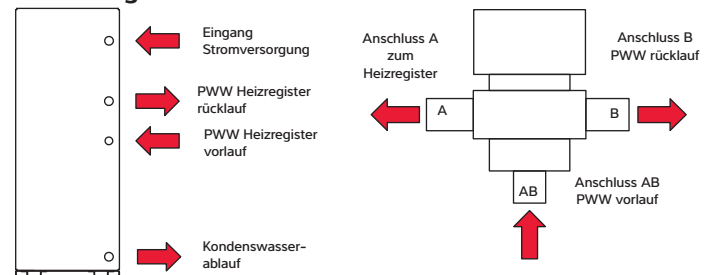 Eingang
Stromversorgung
PWW Heizregister
rücklauf
PWW Heizregister
vorlauf
Kondenswasser-
ablauf
Anschluss A
zum
Heizregister
Anschluss B
PWW rücklauf
A
B
AB
Anschluss AB
PWW vorlauf